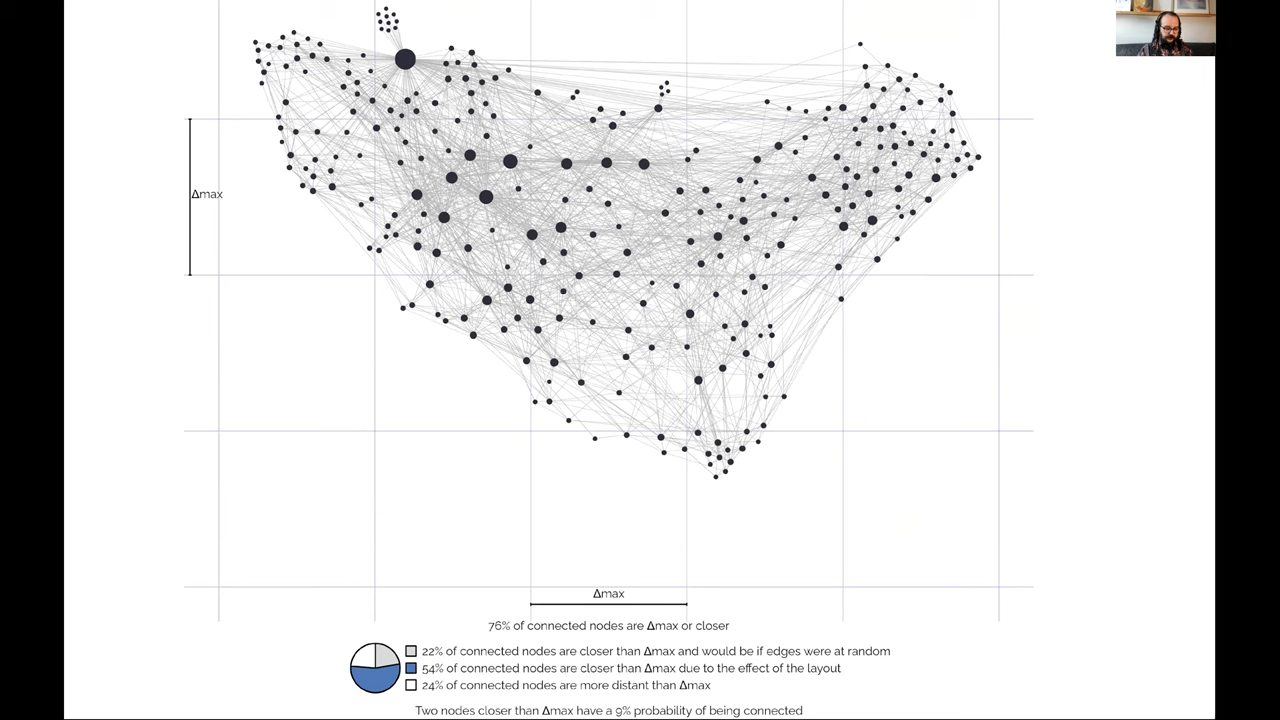 Δmax
Δmax
76% of connected nodes are Δmax or closer
22% of connected nodes are closer than Δmax and would be if edges were at random
54% of connected nodes are closer than Δmax due to the effect of the layout
24% of connected nodes are more distant than Δmax
Two nodes closer than Δmax have a 9% probability of being connected